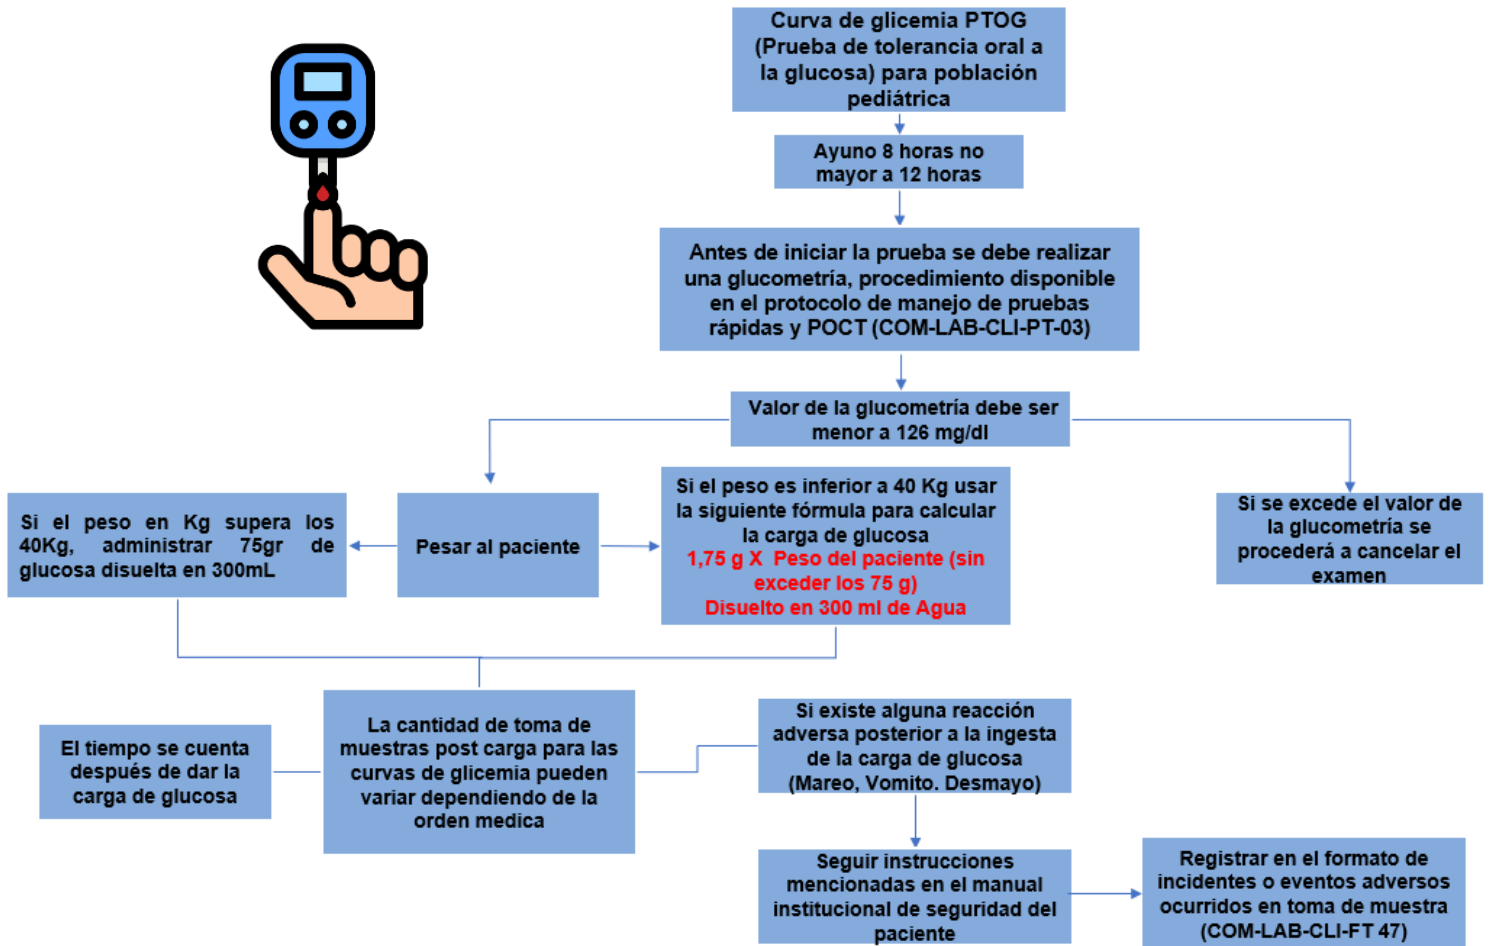 Curva de glicemia PTOG
(Prueba de tolerancia oral a
la glucosa) para población
pediátrica
Ayuno 8 horas no
mayor a 12 horas
Antes de iniciar la prueba se debe realizar
una glucometría, procedimiento disponible
en el protocolo de manejo de pruebas
rápidas y POCT (COM-LAB-CLI-PT-03)
Valor de la glucometría debe ser
menor a 126 mg/dl
Si el peso en Kg supera los
40Kg, administrar 75gr de
glucosa disuelta en 300mL
Pesar al paciente
Si el peso es inferior a 40 Kg usar
la siguiente fórmula para calcular
la carga de glucosa
1,75 g X Peso del paciente (sin
exceder los 75 g)
Disuelto en 300 ml de Agua
Si se excede el valor de
la glucometría se
procederá a cancelar el
examen
El tiempo se cuenta
después de dar la
carga de glucosa
La cantidad de toma de
muestras post carga para las
curvas de glicemia pueden
variar dependiendo de la
orden medica
Si existe alguna reacción
adversa posterior a la ingesta
de la carga de glucosa
(Mareo, Vomito. Desmayo)
Seguir instrucciones
mencionadas en el manual
institucional de seguridad del
paciente
Registrar en el formato de
incidentes o eventos adversos
ocurridos en toma de muestra
(COM-LAB-CLI-FT 47)